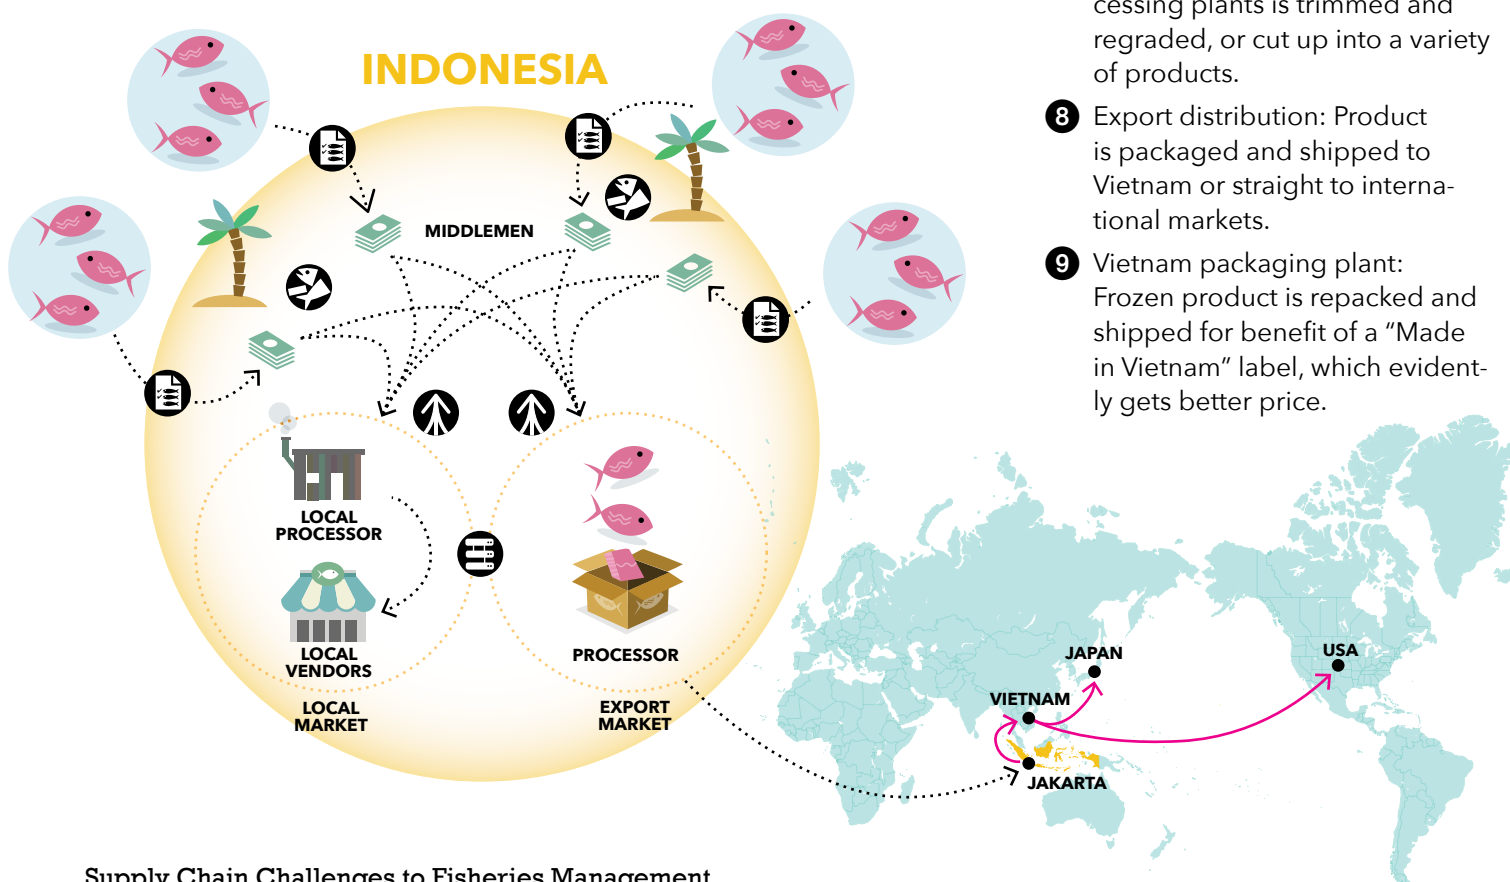 INDONESIA
MIDDLEMEN
LOCAL
PROCESSOR
LOCAL
VENDORS
LOCAL
MARKET
PROCESSOR
EXPORT
MARKET
cessing plants is trimmed and
regraded, or cut up into a variety
of products.
8 Export distribution: Product
is packaged and shipped to
Vietnam or straight to interna-
tional markets.
9 Vietnam packaging plant:
Frozen product is repacked and
shipped for benefit of a “Made
in Vietnam” label, which evident-
ly gets better price.
JAPAN
USA
VIETNAM
JAKARTA
Supply Chain Challenges to Fisheries Management